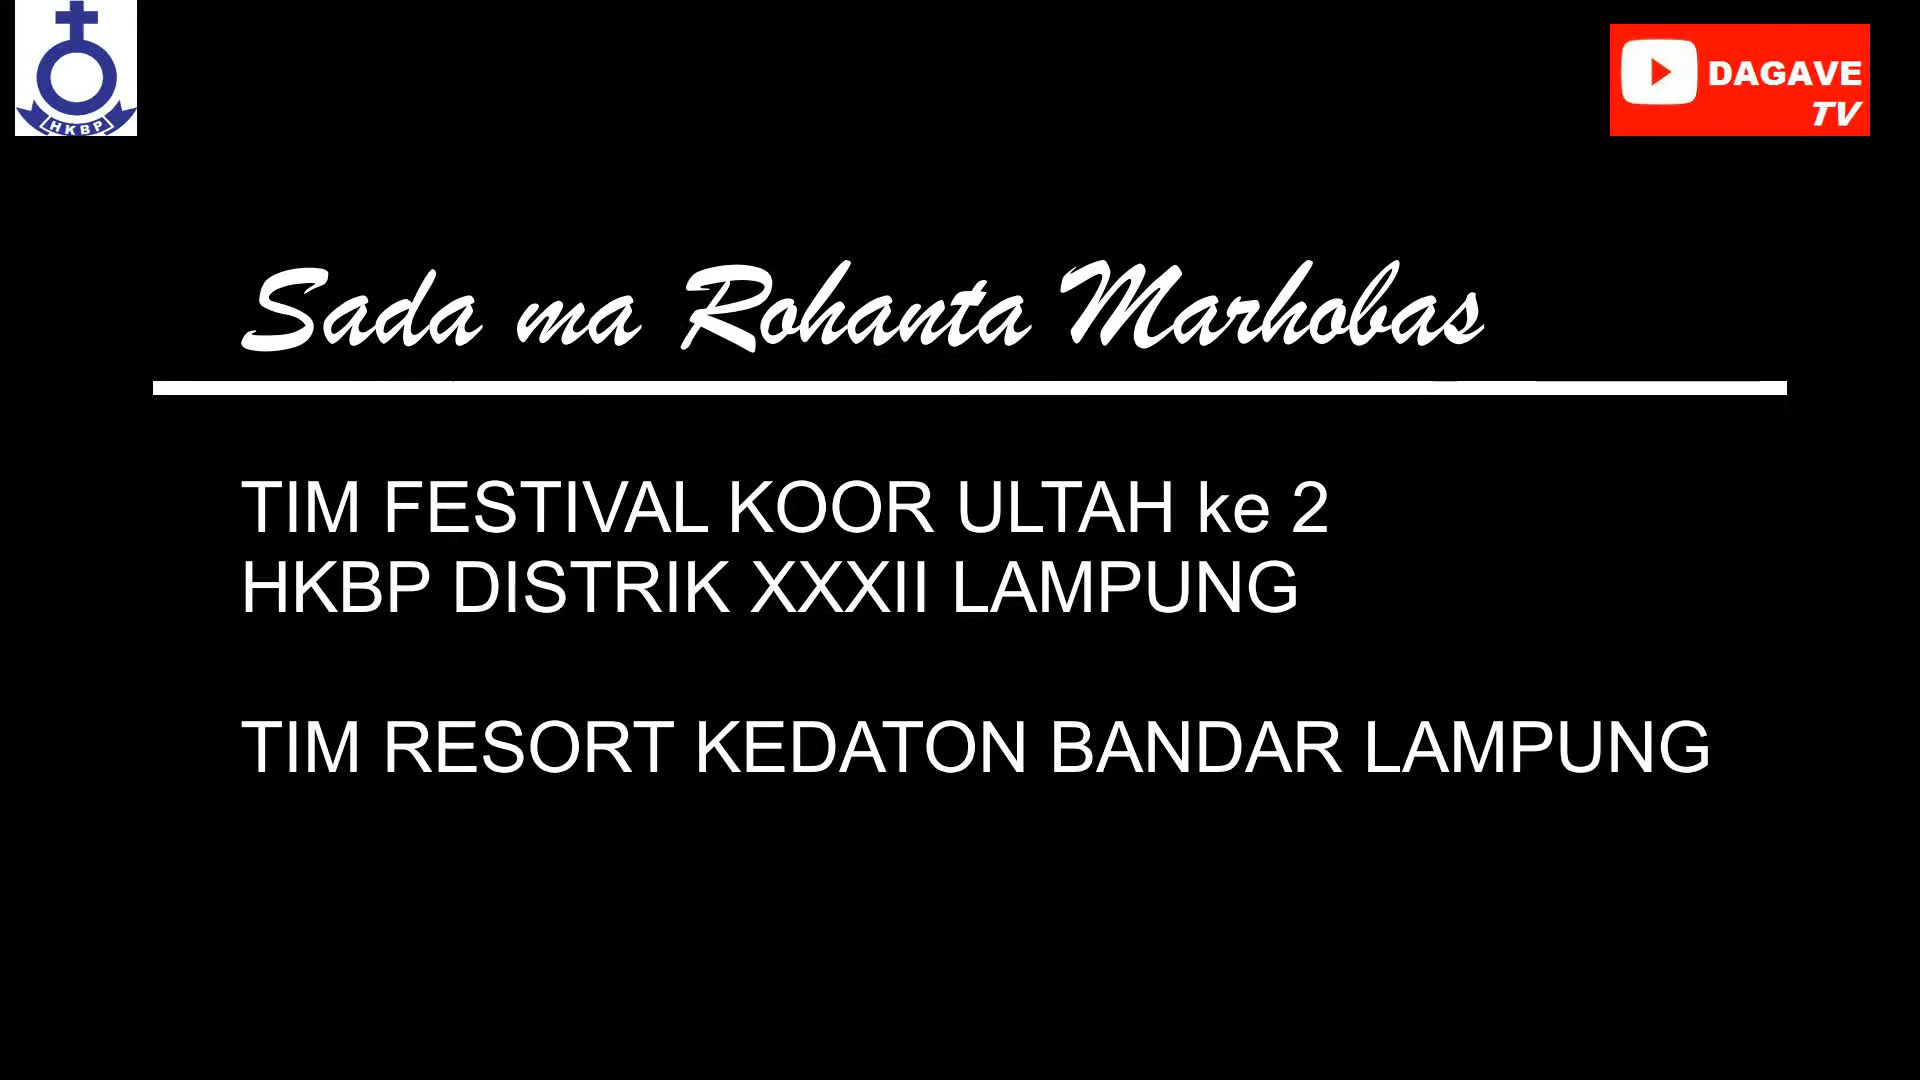 HKBP
DAGAVE
TV
Sada ma Rohanta Marhobas
TIM FESTIVAL KOOR ULTAH ke 2
HKBP DISTRIK XXXII LAMPUNG
TIM RESORT KEDATON BANDAR LAMPUNG